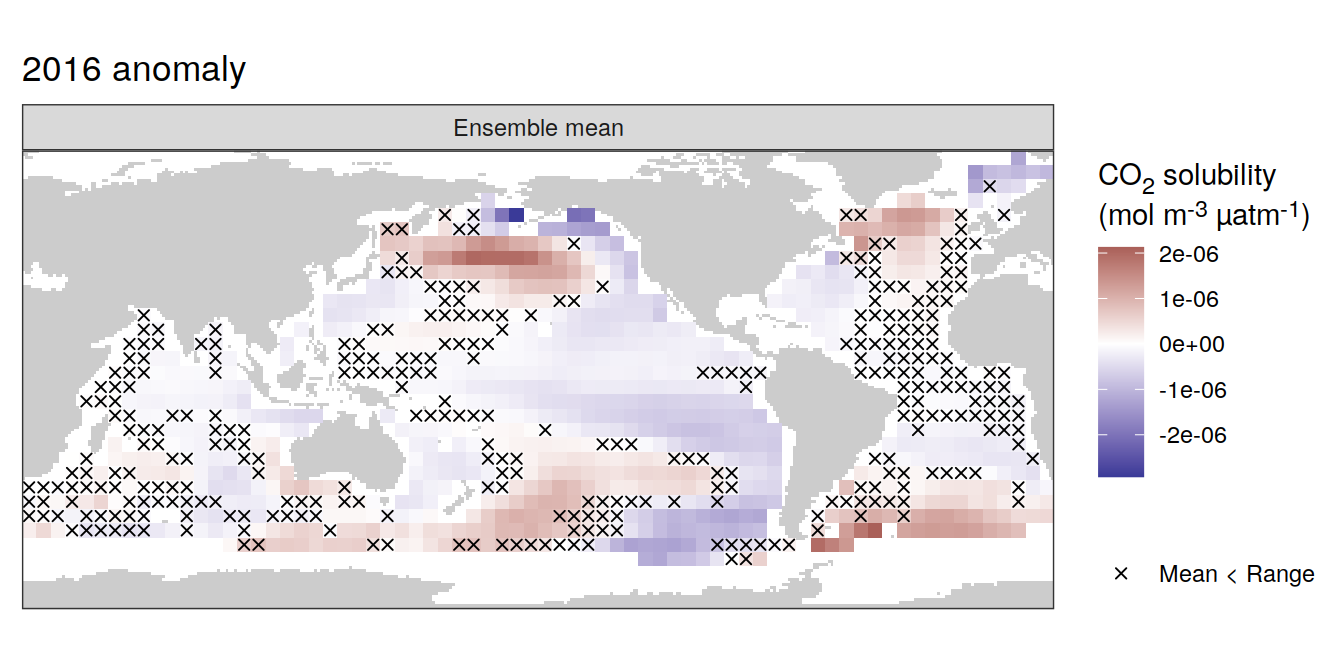 2016 anomaly
Ensemble mean
CO₂ solubility
(mol m⁻³ µatm⁻¹)
2e-06
1e-06
0e+00
-1e-06
-2e-06
Mean < Range